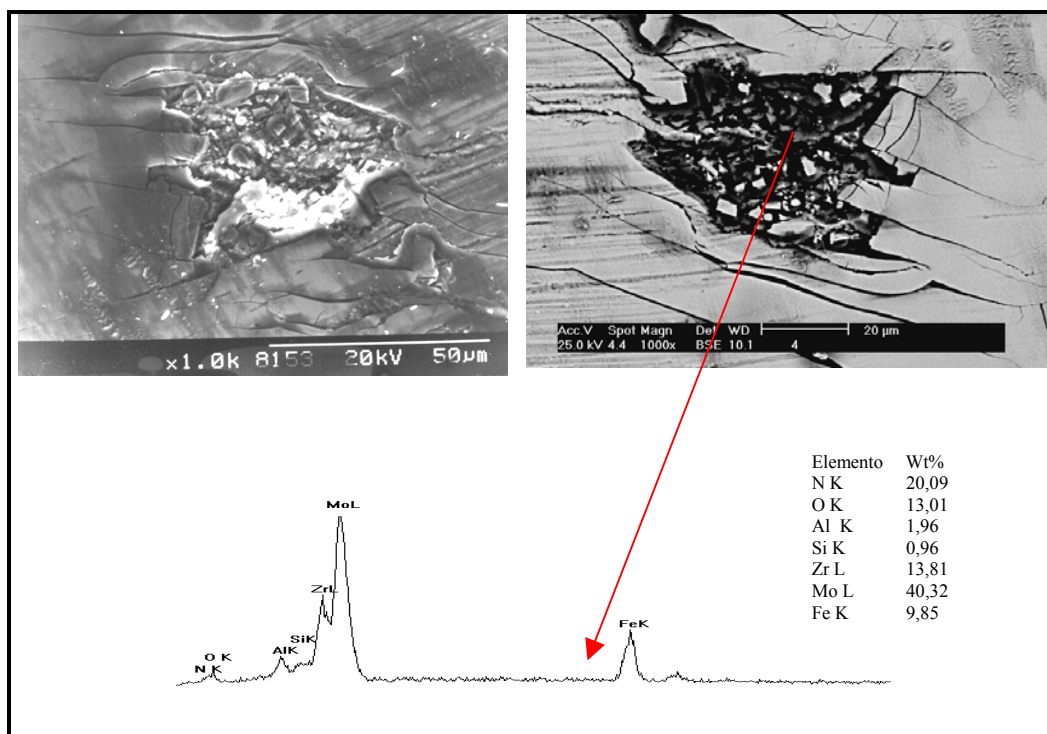 x1.0k 8153 20kV 50µm
Acc.V Spot Magn Det WD 20 µm
25.0 kV 4.4 1000x BSE 10.1 4
Elemento Wt%
N K 20,09
O K 13,01
Al K 1,96
Si K 0,96
Zr L 13,81
Mo L 40,32
Fe K 9,85
MoL
ZrL
SiK
AlK
O K
N K
FeK